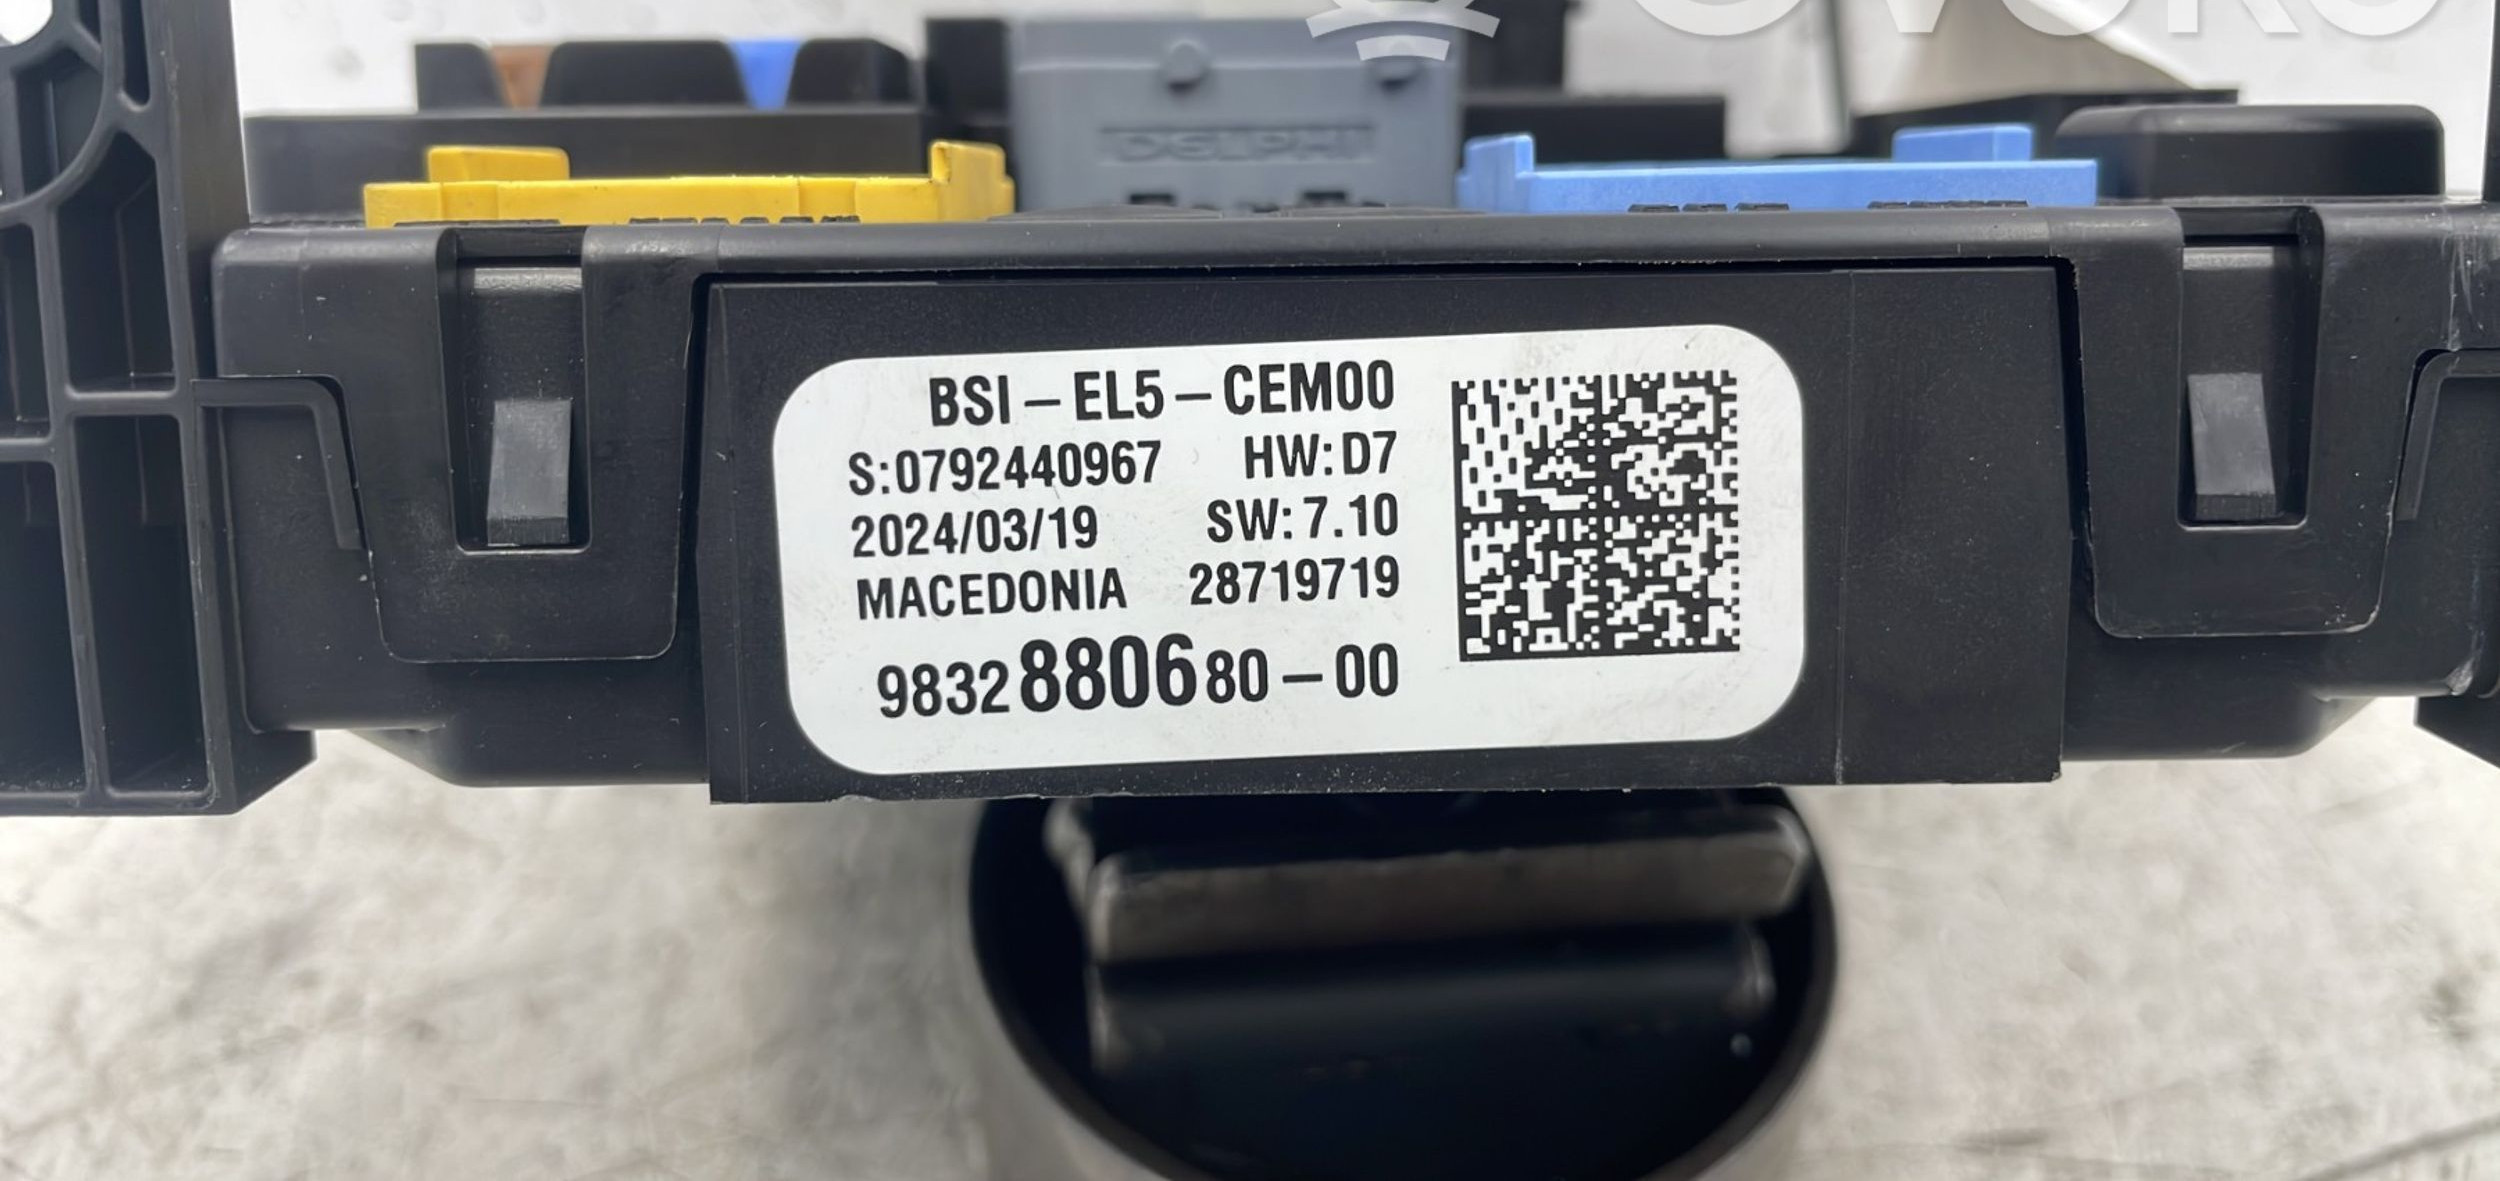 DELPHI
BSI-EL5-CEM00
S:0792440967 HW:D7
2024/03/19 SW:7.10
MACEDONIA 28719719
9832880680-00